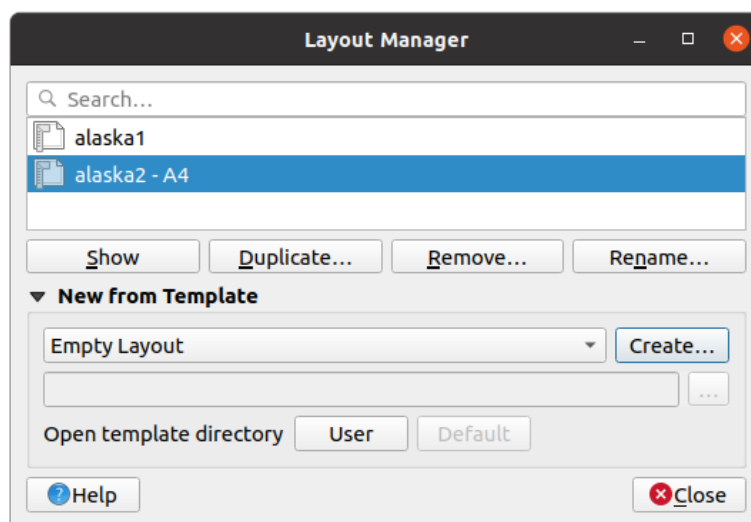 Layout Manager
Search...
alaska1
alaska2 - A4
Show Duplicate... Remove... Rename...
New from Template
Empty Layout Create...
...
Open template directory User Default
Help Close